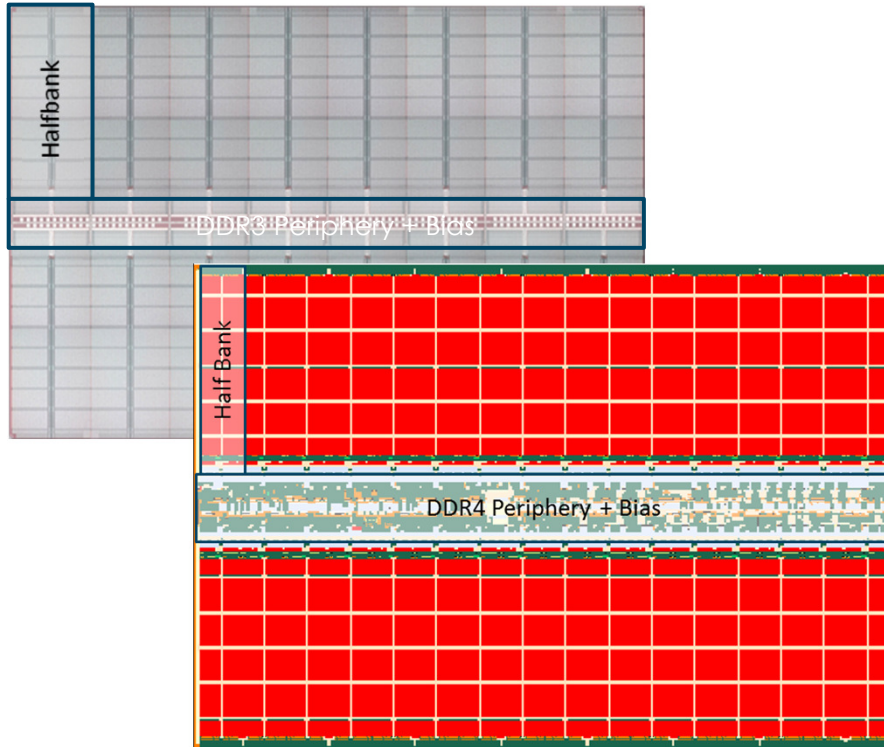 Halfbank
DDR3 Periphery + Bias
Half Bank
DDR4 Periphery + Bias